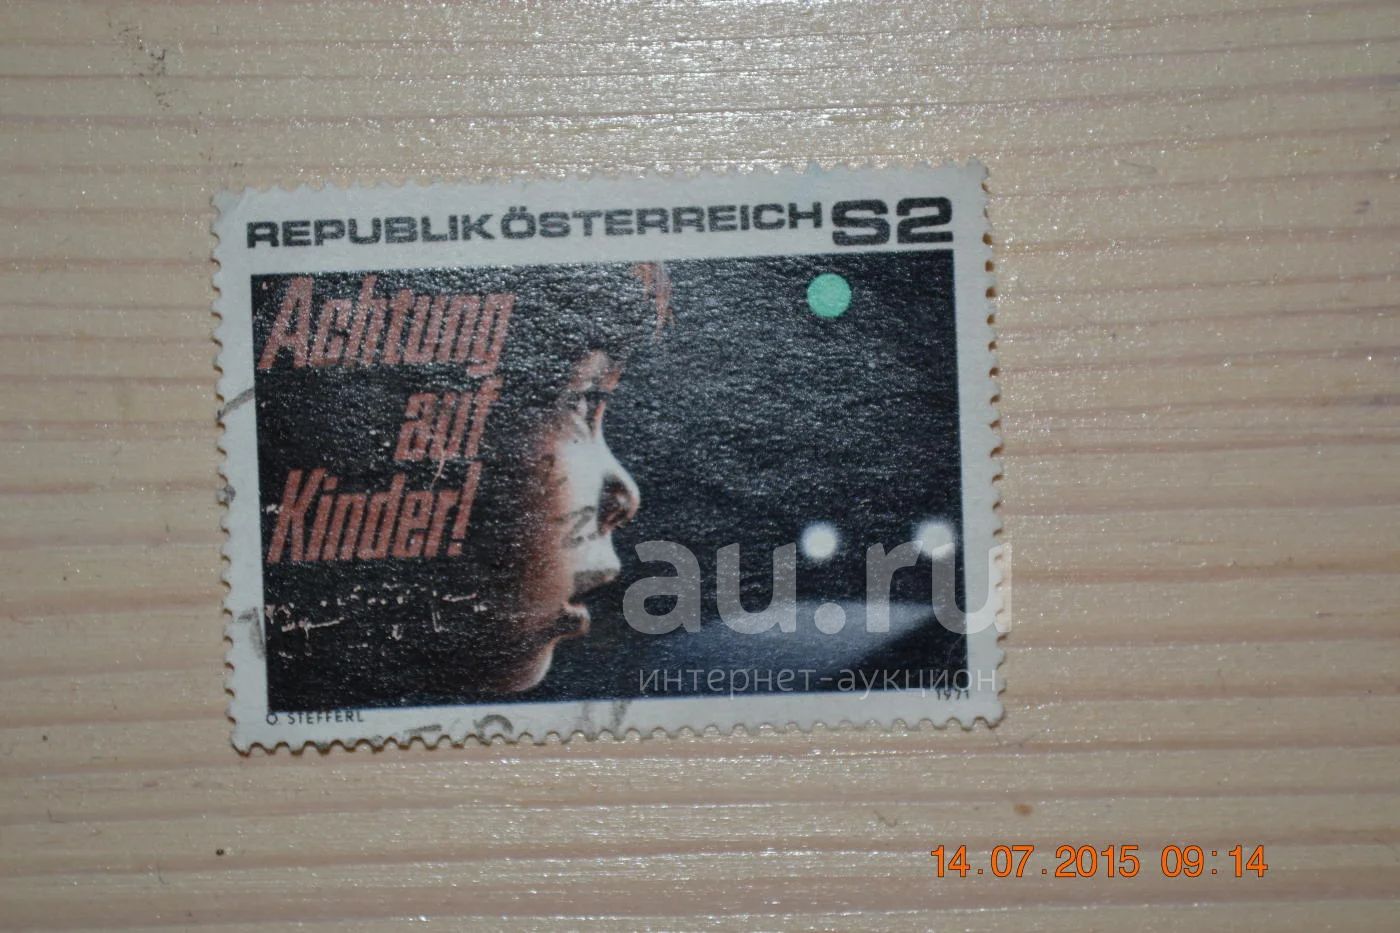 REPUBLIK ÖSTERREICH S2
Achtung
auf
Kinder!
au.ru
интернет-аукцион
O STEFFERL 1971
14.07.2015 09:14